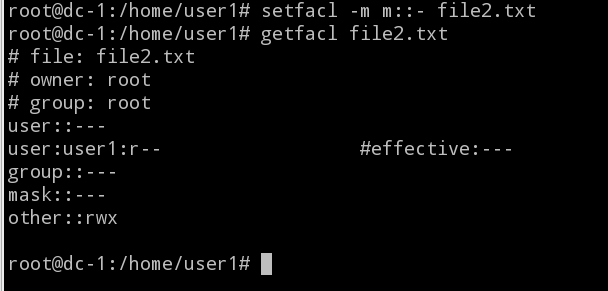 root@dc-1:/home/user1# setfacl -m m::- file2.txt
root@dc-1:/home/user1# getfacl file2.txt
# file: file2.txt
# owner: root
# group: root
user::---
user:user1:r--                  #effective:---
group::---
mask::---
other::rwx

root@dc-1:/home/user1#